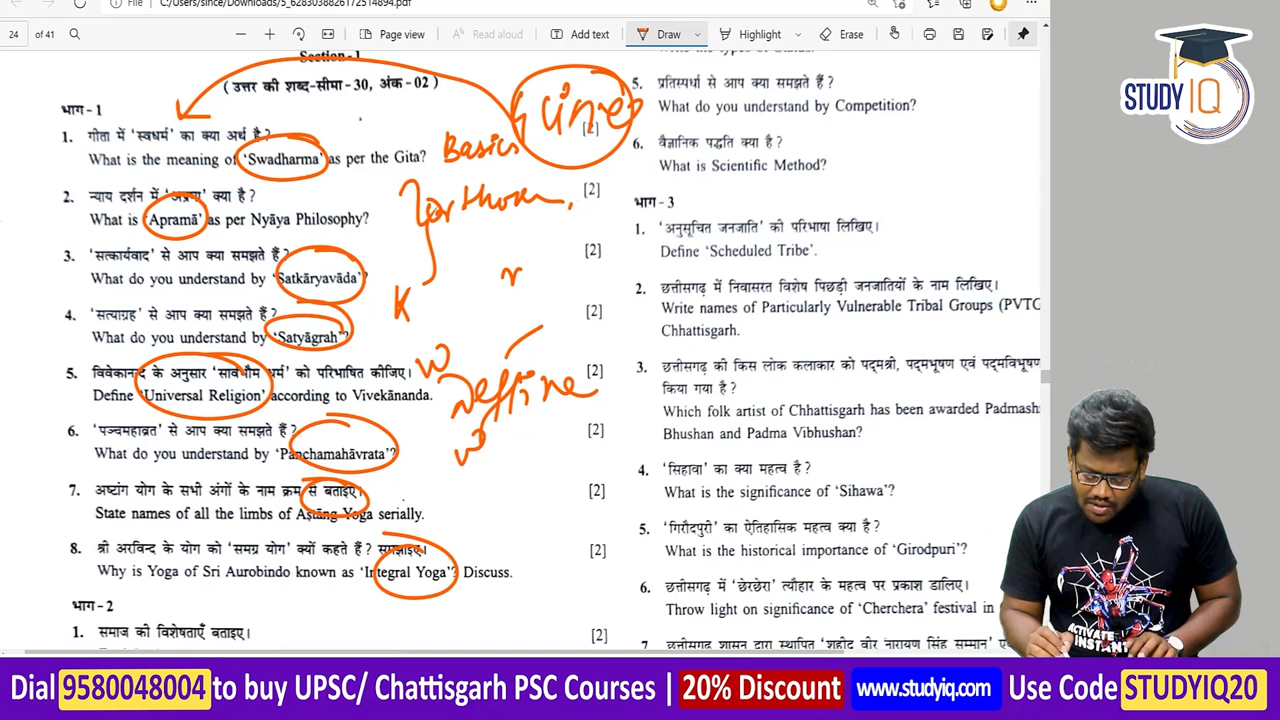 File
C:/Users/since/Downloads/5_6283038826172514894.pdf
24 of 41
Page view
Read aloud
Add text
Draw
Highlight
Erase
Section-I
(उत्तर की शब्द-सीमा-30, अंक-02)
भाग-1
1. गीता में 'स्वधर्म' का क्या अर्थ है?
What is the meaning of 'Swadharma' as per the Gita?
[2]
2. न्याय दर्शन में 'अप्रमा' क्या है?
What is 'Apramā' as per Nyāya Philosophy?
[2]
3. 'सत्कार्यवाद' से आप क्या समझते हैं?
What do you understand by 'Satkāryavāda'?
[2]
4. 'सत्याग्रह' से आप क्या समझते हैं?
What do you understand by 'Satyāgrah'?
[2]
5. विवेकानन्द के अनुसार 'सार्वभौम धर्म' को परिभाषित कीजिए।
Define 'Universal Religion' according to Vivekānanda.
[2]
6. 'पञ्चमहाव्रत' से आप क्या समझते हैं?
What do you understand by 'Panchamahāvrata'?
[2]
7. अष्टांग योग के सभी अंगों के नाम क्रम से बताइए।
State names of all the limbs of Aṣtāng Yoga serially.
[2]
8. श्री अरविन्द के योग को 'समग्र योग' क्यों कहते हैं? समझाइए।
Why is Yoga of Sri Aurobindo known as 'Integral Yoga'? Discuss.
[2]
भाग-2
1. समाज की विशेषताएँ बताइए।
[2]
Basics
Define
K
W
W
5. प्रतिस्पर्धा से आप क्या समझते हैं?
What do you understand by Competition?
6. वैज्ञानिक पद्धति क्या है?
What is Scientific Method?
भाग-3
1. 'अनुसूचित जनजाति' की परिभाषा लिखिए।
Define 'Scheduled Tribe'.
2. छत्तीसगढ़ में निवासरत विशेष पिछड़ी जनजातियों के नाम लिखिए।
Write names of Particularly Vulnerable Tribal Groups (PVTG
Chhattisgarh.
3. छत्तीसगढ़ की किस लोक कलाकार को पद्मश्री, पद्मभूषण एवं पद्मविभूषण
किया गया है?
Which folk artist of Chhattisgarh has been awarded Padmash
Bhushan and Padma Vibhushan?
4. 'सिहावा' का क्या महत्व है?
What is the significance of 'Sihawa'?
5. 'गिरौदपुरी' का ऐतिहासिक महत्व क्या है?
What is the historical importance of 'Girodpuri'?
6. छत्तीसगढ़ में 'छेरछेरा' त्यौहार के महत्व पर प्रकाश डालिए।
Throw light on significance of 'Cherchera' festival in
7. छत्तीसगढ़ शासन द्वारा स्थापित 'शहीद वीर नारायण सिंह सम्मान'
STUDY IQ
ACTIVATE
INSTANT
Dial 9580048004 to buy UPSC/ Chattisgarh PSC Courses
20% Discount
www.studyiq.com
Use Code STUDYIQ20